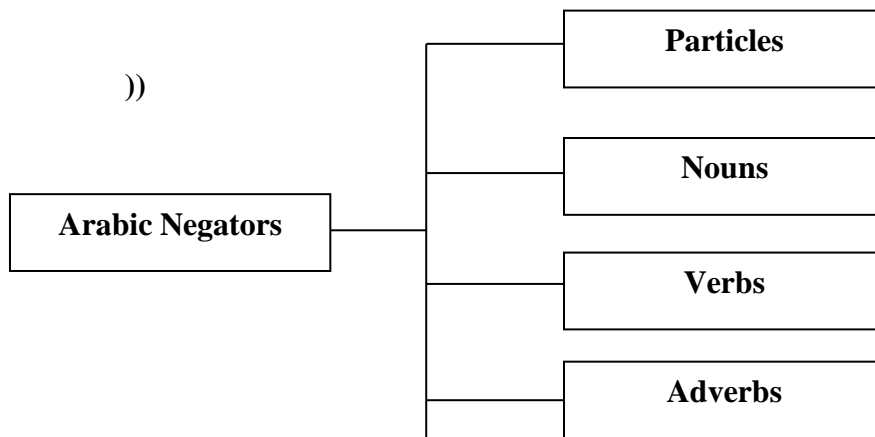 Particles
))
Nouns
Arabic Negators
Verbs
Adverbs